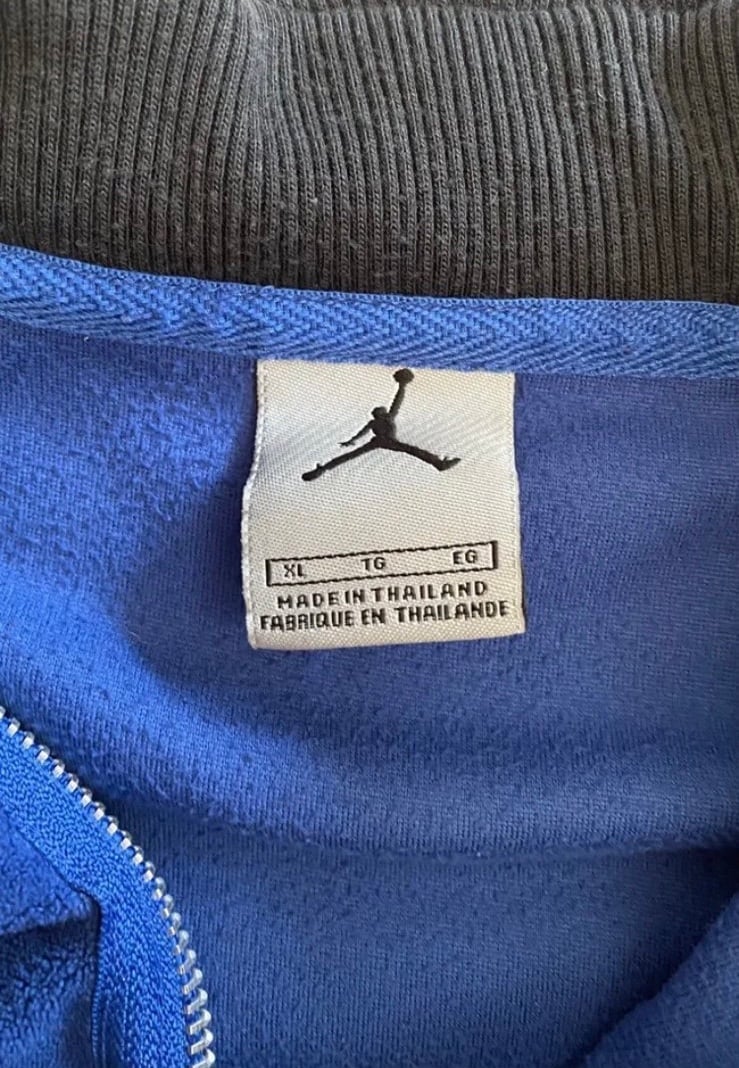 XL TG EG
MADE IN THAILAND
FABRIQUE EN THAILANDE